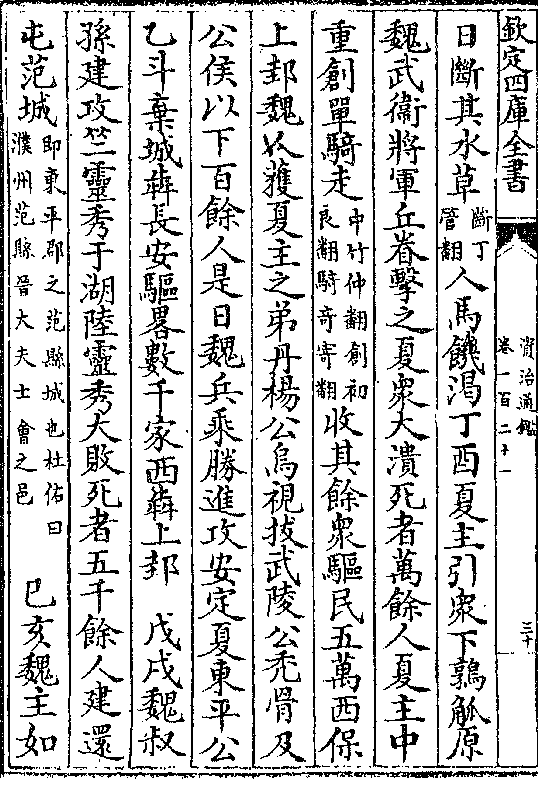 欽定四庫全書
資治通鑑
卷一百二十一
三十
日斷其水草斷丁管翻人馬饑渴丁酉夏主引衆下鶉觚原
魏武衞將軍丘眷擊之夏衆大潰死者萬餘人夏主中
重創單騎走中竹仲翻創初良翻騎奇寄翻收其餘衆驅民五萬西保
上邽魏人獲夏主之弟丹楊公烏視拔武陵公禿骨及
公侯以下百餘人是日魏兵乘勝進攻安定夏東平公
乙斗棄城犇長安驅畧數千家西犇上邽 戊戌魏叔
孫建攻竺靈秀于湖陸靈秀大敗死者五千餘人建還
屯范城即東平郡之范縣城也杜佑曰濮州范縣晉大夫士會之邑 己亥魏主如